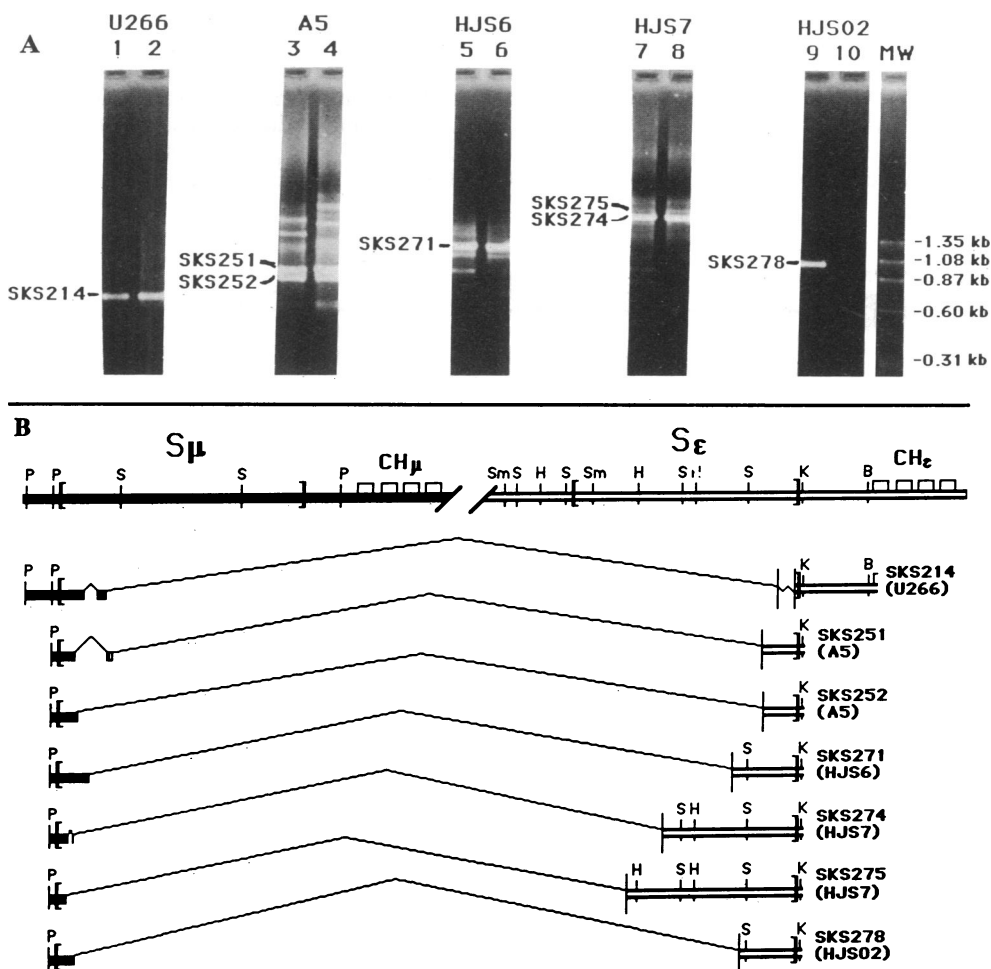 A
U266 A5 HJS6 HJS7 HJS02
1 2 3 4 5 6 7 8 9 10 MW
SKS214
SKS251
SKS252
SKS271
SKS275
SKS274
SKS278
-1.35 kb
-1.08 kb
-0.87 kb
-0.60 kb
-0.31 kb
B
Sμ Sε
P P S S P CHμ Sm S H S Sm H S S K B CHε
P P K B SKS214
(U266)
P K SKS251
(A5)
P K SKS252
(A5)
P S K SKS271
(HJS6)
P S H S K SKS274
(HJS7)
P H S H S K SKS275
(HJS7)
P S K SKS278
(HJS02)